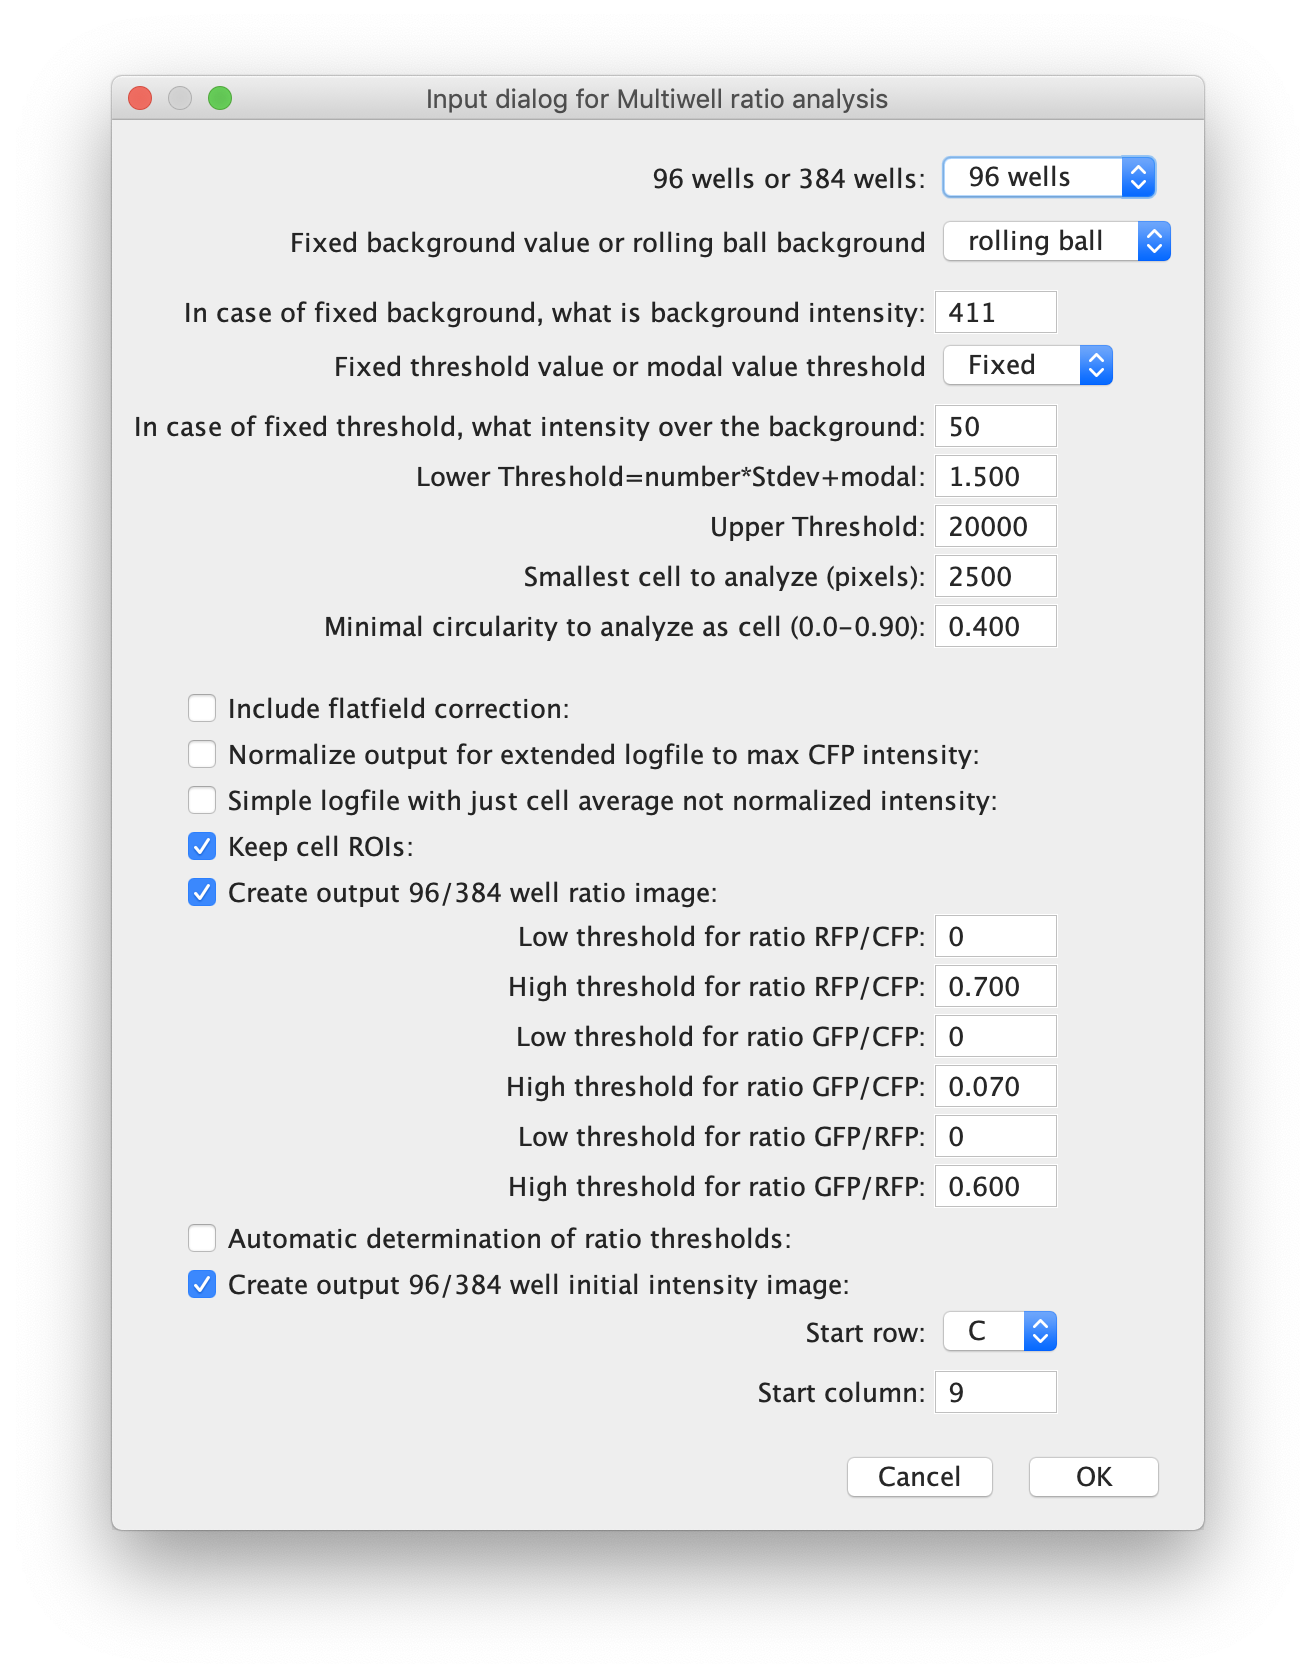 Input dialog for Multiwell ratio analysis
96 wells or 384 wells: 96 wells
Fixed background value or rolling ball background rolling ball
In case of fixed background, what is background intensity: 411
Fixed threshold value or modal value threshold Fixed
In case of fixed threshold, what intensity over the background: 50
Lower Threshold=number*Stdev+modal: 1.500
Upper Threshold: 20000
Smallest cell to analyze (pixels): 2500
Minimal circularity to analyze as cell (0.0-0.90): 0.400
Include flatfield correction:
Normalize output for extended logfile to max CFP intensity:
Simple logfile with just cell average not normalized intensity:
Keep cell ROIs:
Create output 96/384 well ratio image:
Low threshold for ratio RFP/CFP: 0
High threshold for ratio RFP/CFP: 0.700
Low threshold for ratio GFP/CFP: 0
High threshold for ratio GFP/CFP: 0.070
Low threshold for ratio GFP/RFP: 0
High threshold for ratio GFP/RFP: 0.600
Automatic determination of ratio thresholds:
Create output 96/384 well initial intensity image:
Start row: C
Start column: 9
Cancel OK